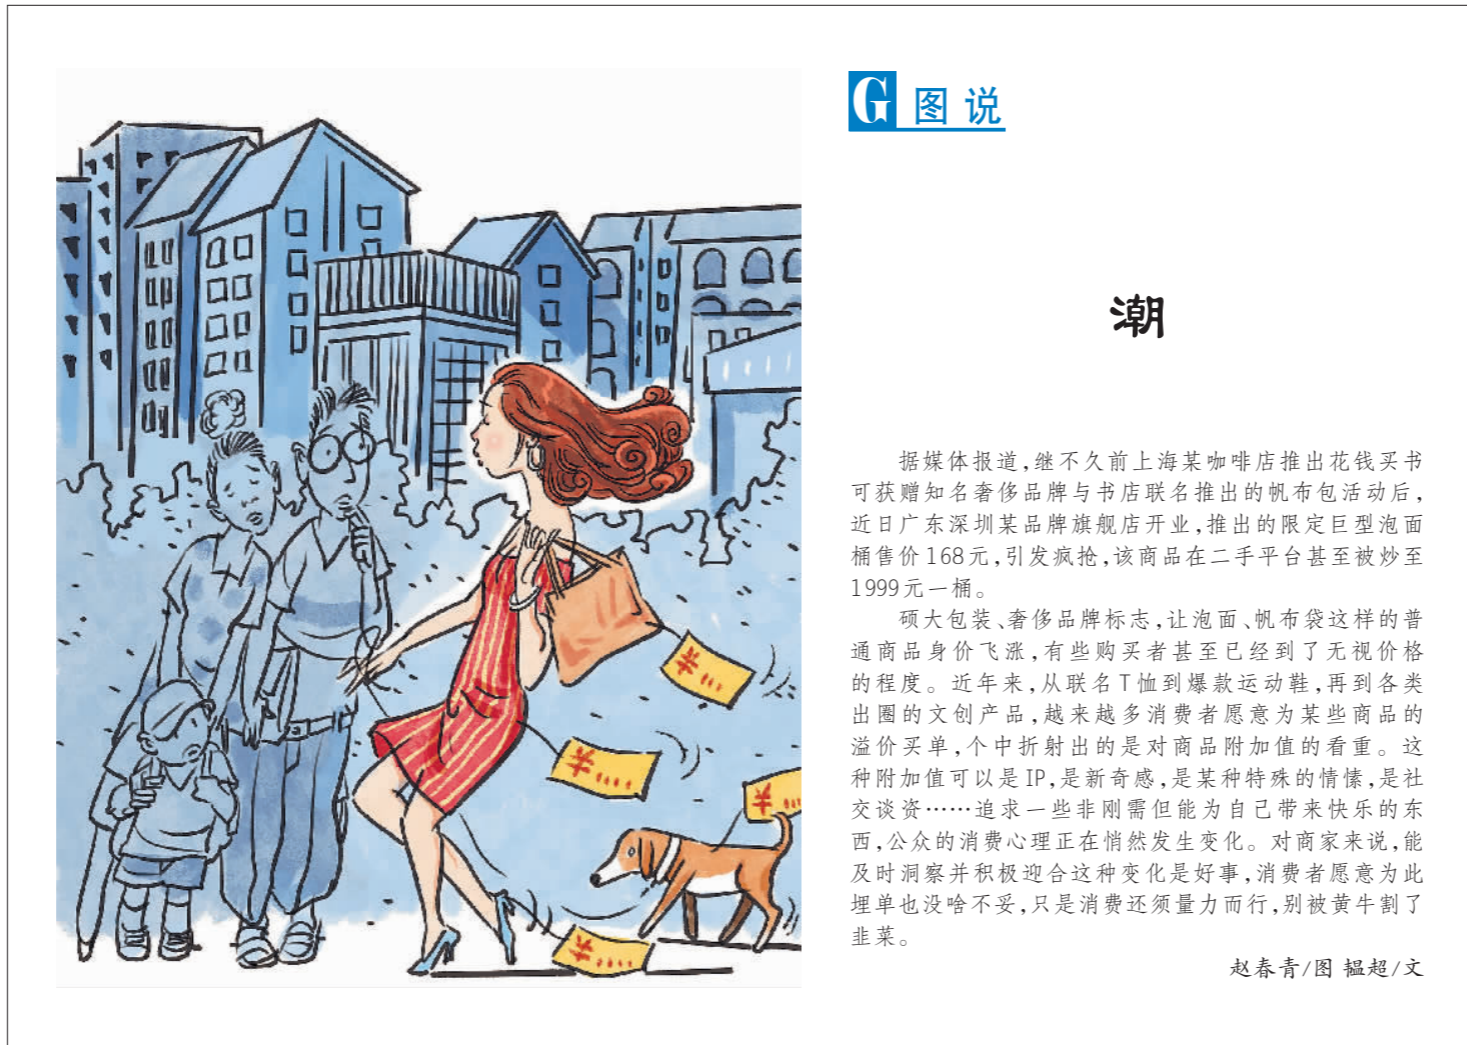 G 图说
潮
据媒体报道,继不久前上海某咖啡店推出花钱买书
可获赠知名奢侈品牌与书店联名推出的帆布包活动后,
近日广东深圳某品牌旗舰店开业,推出的限定巨型泡面
桶售价168元,引发疯抢,该商品在二手平台甚至被炒至
1999元一桶。
硕大包装、奢侈品牌标志,让泡面、帆布袋这样的普
通商品身价飞涨,有些购买者甚至已经到了无视价格
的程度。近年来,从联名T恤到爆款运动鞋,再到各类
出圈的文创产品,越来越多消费者愿意为某些商品的
溢价买单,个中折射出的是对商品附加值的看重。这
种附加值可以是IP,是新奇感,是某种特殊的情愫,是社
交谈资……追求一些非刚需但能为自己带来快乐的东
西,公众的消费心理正在悄然发生变化。对商家来说,能
及时洞察并积极迎合这种变化是好事,消费者愿意为此
埋单也没啥不妥,只是消费还须量力而行,别被黄牛割了
韭菜。
赵春青/图 韫超/文
¥
¥
¥
¥